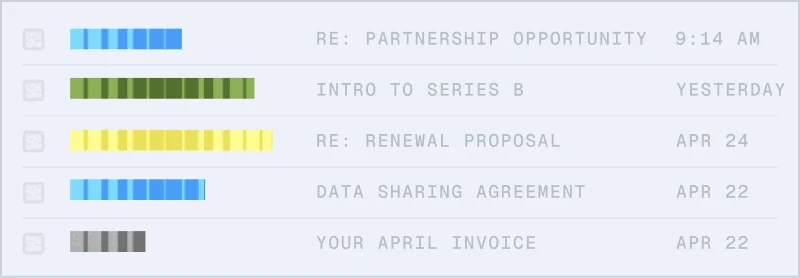 RE: PARTNERSHIP OPPORTUNITY 9:14 AM
INTRO TO SERIES B YESTERDAY
RE: RENEWAL PROPOSAL APR 24
DATA SHARING AGREEMENT APR 22
YOUR APRIL INVOICE APR 22